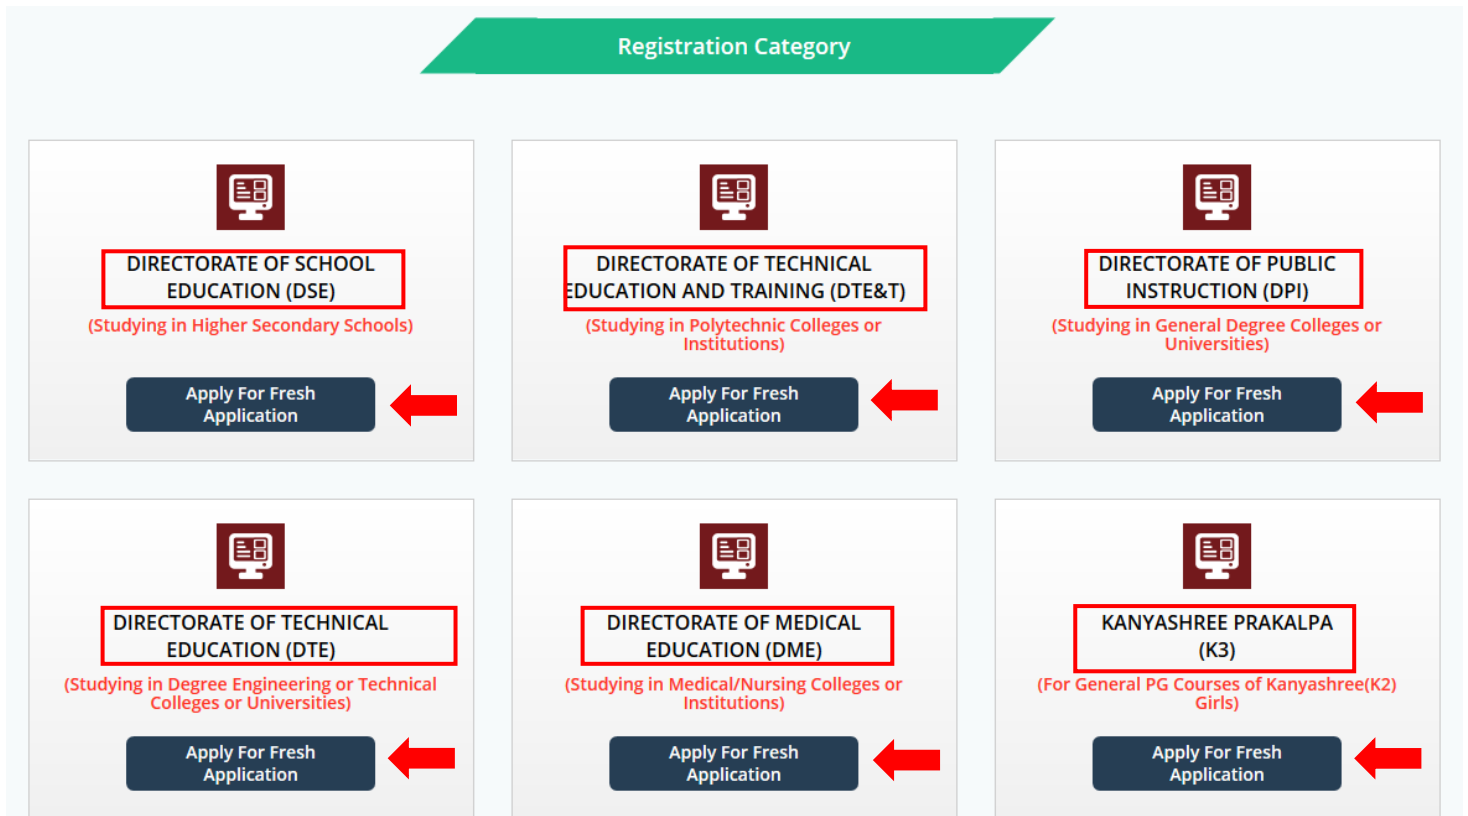 Registration Category
DIRECTORATE OF SCHOOL
EDUCATION (DSE)
(Studying in Higher Secondary Schools)
Apply For Fresh
Application
DIRECTORATE OF TECHNICAL
EDUCATION AND TRAINING (DTE&T)
(Studying in Polytechnic Colleges or
Institutions)
Apply For Fresh
Application
DIRECTORATE OF PUBLIC
INSTRUCTION (DPI)
(Studying in General Degree Colleges or
Universities)
Apply For Fresh
Application
DIRECTORATE OF TECHNICAL
EDUCATION (DTE)
(Studying in Degree Engineering or Technical
Colleges or Universities)
Apply For Fresh
Application
DIRECTORATE OF MEDICAL
EDUCATION (DME)
(Studying in Medical/Nursing Colleges or
Institutions)
Apply For Fresh
Application
KANYASHREE PRAKALPA
(K3)
(For General PG Courses of Kanyashree(K2)
Girls)
Apply For Fresh
Application